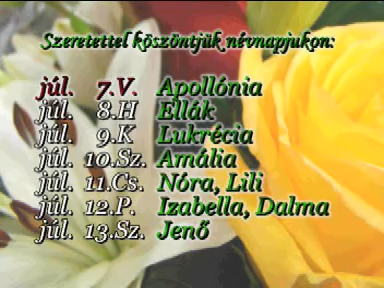 Szeretettel köszöntjük névnapjukon:
júl. 7.V. Apollónia
júl. 8.H Ellák
júl. 9.K Lukrécia
júl. 10.Sz. Amália
júl. 11.Cs. Nóra, Lili
júl. 12.P. Izabella, Dalma
júl. 13.Sz. Jenő